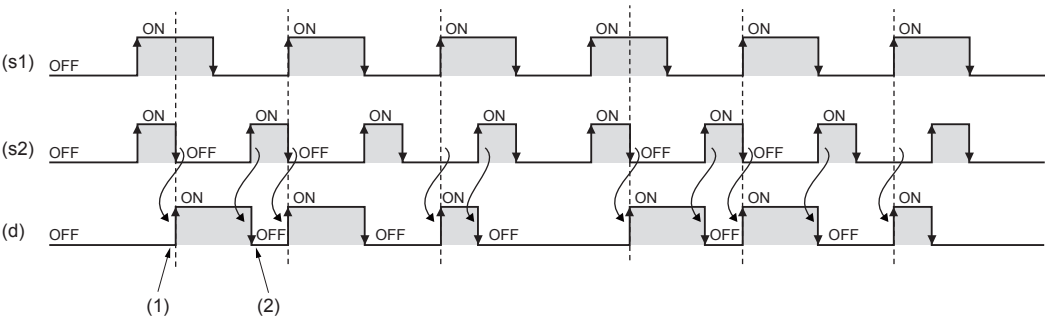 ON ON ON ON ON ON
(s1) OFF
ON ON ON ON ON ON ON
(s2) OFF OFF OFF OFF OFF
ON ON ON ON ON ON
(d) OFF OFF OFF OFF OFF OFF
(1) (2)